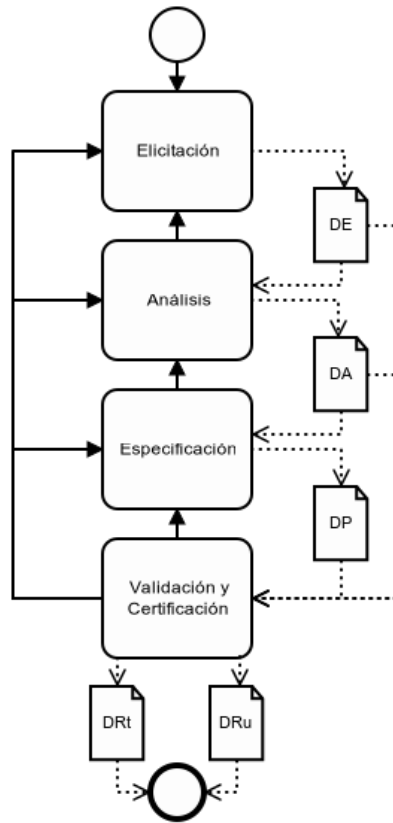 Elicitación
DE
Análisis
DA
Especificación
DP
Validación y
Certificación
DRt
DRu